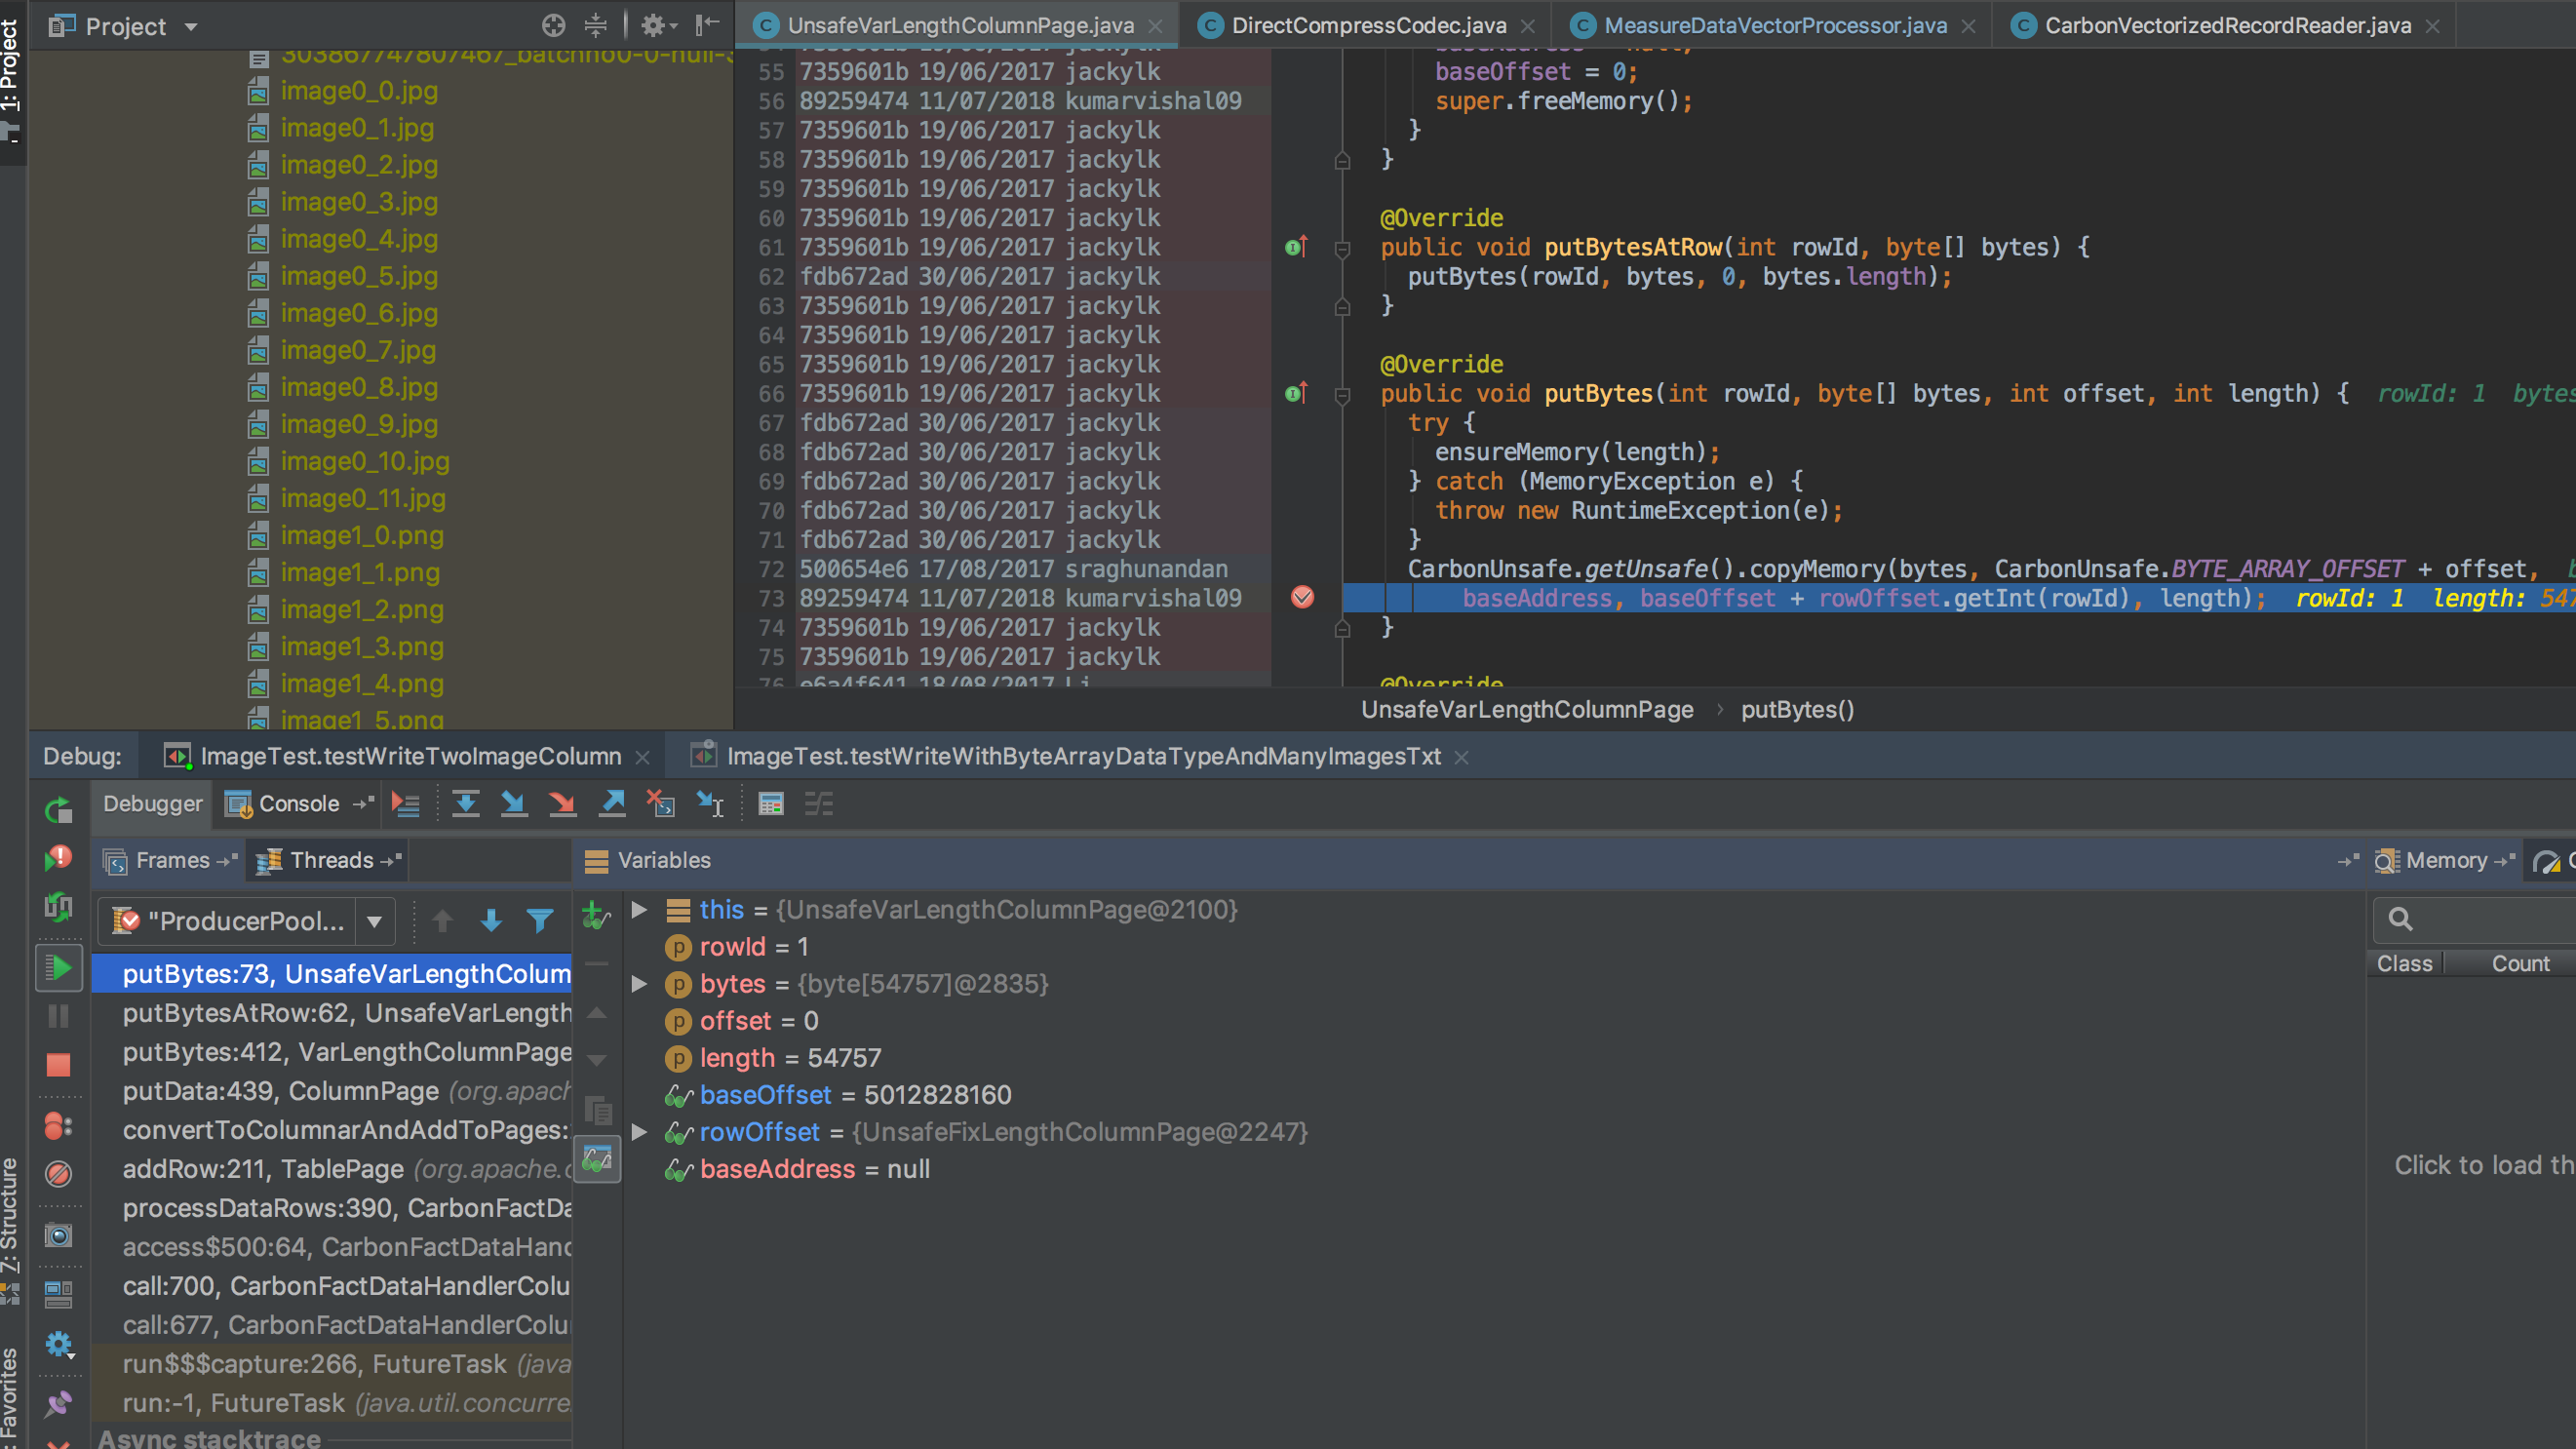 Project
UnsafeVarLengthColumnPage.java
DirectCompressCodec.java
MeasureDataVectorProcessor.java
CarbonVectorizedRecordReader.java
1: Project
303867747807467_batchno0-0-null-
image0_0.jpg
image0_1.jpg
image0_2.jpg
image0_3.jpg
image0_4.jpg
image0_5.jpg
image0_6.jpg
image0_7.jpg
image0_8.jpg
image0_9.jpg
image0_10.jpg
image0_11.jpg
image1_0.png
image1_1.png
image1_2.png
image1_3.png
image1_4.png
image1_5.png
55 7359601b 19/06/2017 jackylk baseOffset = 0;
56 89259474 11/07/2018 kumarvishal09 super.freeMemory();
57 7359601b 19/06/2017 jackylk }
58 7359601b 19/06/2017 jackylk }
59 7359601b 19/06/2017 jackylk
60 7359601b 19/06/2017 jackylk @Override
61 7359601b 19/06/2017 jackylk public void putBytesAtRow(int rowId, byte[] bytes) {
62 fdb672ad 30/06/2017 jackylk putBytes(rowId, bytes, 0, bytes.length);
63 7359601b 19/06/2017 jackylk }
64 7359601b 19/06/2017 jackylk
65 7359601b 19/06/2017 jackylk @Override
66 7359601b 19/06/2017 jackylk public void putBytes(int rowId, byte[] bytes, int offset, int length) { rowId: 1 bytes
67 fdb672ad 30/06/2017 jackylk try {
68 fdb672ad 30/06/2017 jackylk ensureMemory(length);
69 fdb672ad 30/06/2017 jackylk } catch (MemoryException e) {
70 fdb672ad 30/06/2017 jackylk throw new RuntimeException(e);
71 fdb672ad 30/06/2017 jackylk }
72 500654e6 17/08/2017 sraghunandan CarbonUnsafe.getUnsafe().copyMemory(bytes, CarbonUnsafe.BYTE_ARRAY_OFFSET + offset,
73 89259474 11/07/2018 kumarvishal09 baseAddress, baseOffset + rowOffset.getInt(rowId), length); rowId: 1 length: 547
74 7359601b 19/06/2017 jackylk }
75 7359601b 19/06/2017 jackylk
76 e6a4f641 18/08/2017 Li @Override
UnsafeVarLengthColumnPage › putBytes()
Debug: ImageTest.testWriteTwoImageColumn ImageTest.testWriteWithByteArrayDataTypeAndManyImagesTxt
Debugger Console
Frames Threads Variables Memory
"ProducerPool...
putBytes:73, UnsafeVarLengthColum
putBytesAtRow:62, UnsafeVarLength
putBytes:412, VarLengthColumnPage
putData:439, ColumnPage (org.apach
convertToColumnarAndAddToPages:
addRow:211, TablePage (org.apache.c
processDataRows:390, CarbonFactDa
access$500:64, CarbonFactDataHand
call:700, CarbonFactDataHandlerColu
call:677, CarbonFactDataHandlerColu
run$$$capture:266, FutureTask (java
run:-1, FutureTask (java.util.concurre
Async stacktrace
this = {UnsafeVarLengthColumnPage@2100}
rowId = 1
bytes = {byte[54757]@2835}
offset = 0
length = 54757
baseOffset = 5012828160
rowOffset = {UnsafeFixLengthColumnPage@2247}
baseAddress = null
Class Count
Click to load th
Z: Structure
: Favorites